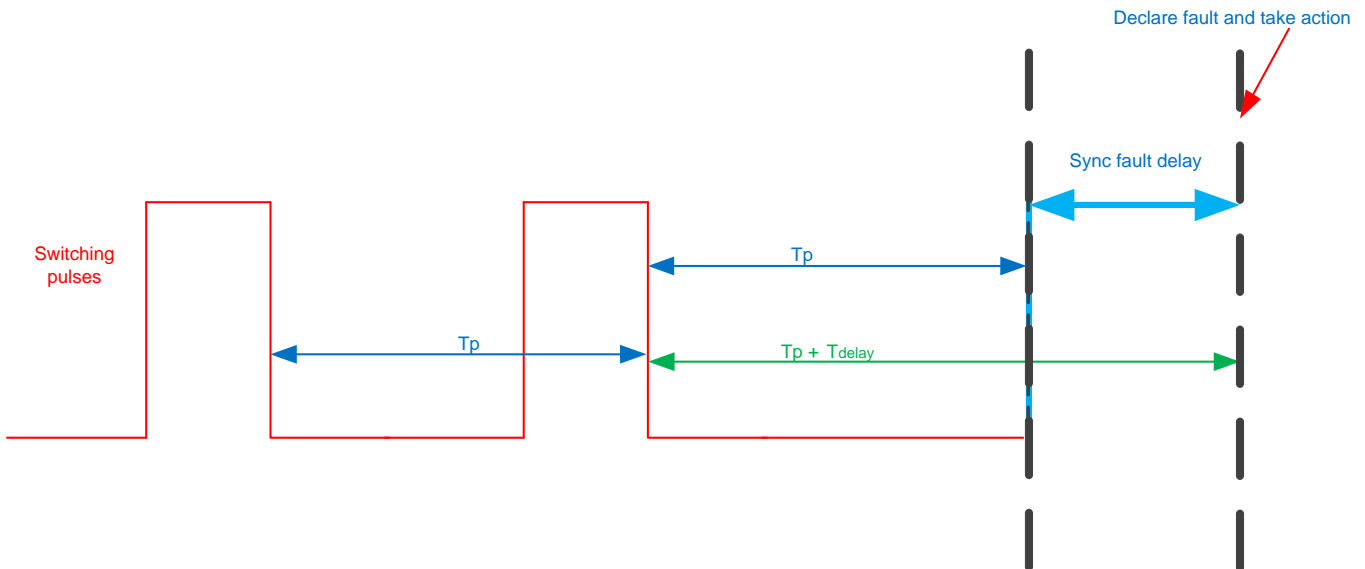 Declare fault and take action
Sync fault delay
Switching
pulses
Tp
Tp
Tp + Tdelay